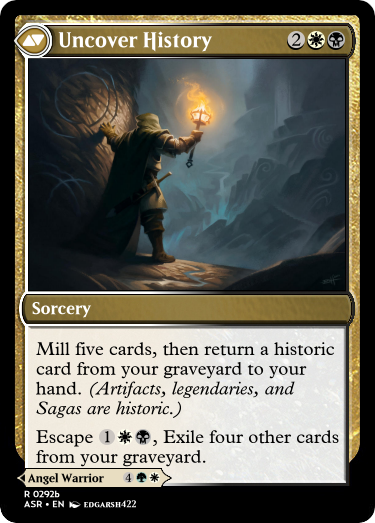 Uncover History 2
Sorcery
Mill five cards, then return a historic
card from your graveyard to your
hand. (Artifacts, legendaries, and
Sagas are historic.)
Escape 1, Exile four other cards
from your graveyard.
Angel Warrior 4
R 0292b
ASR • EN EDGARSH422